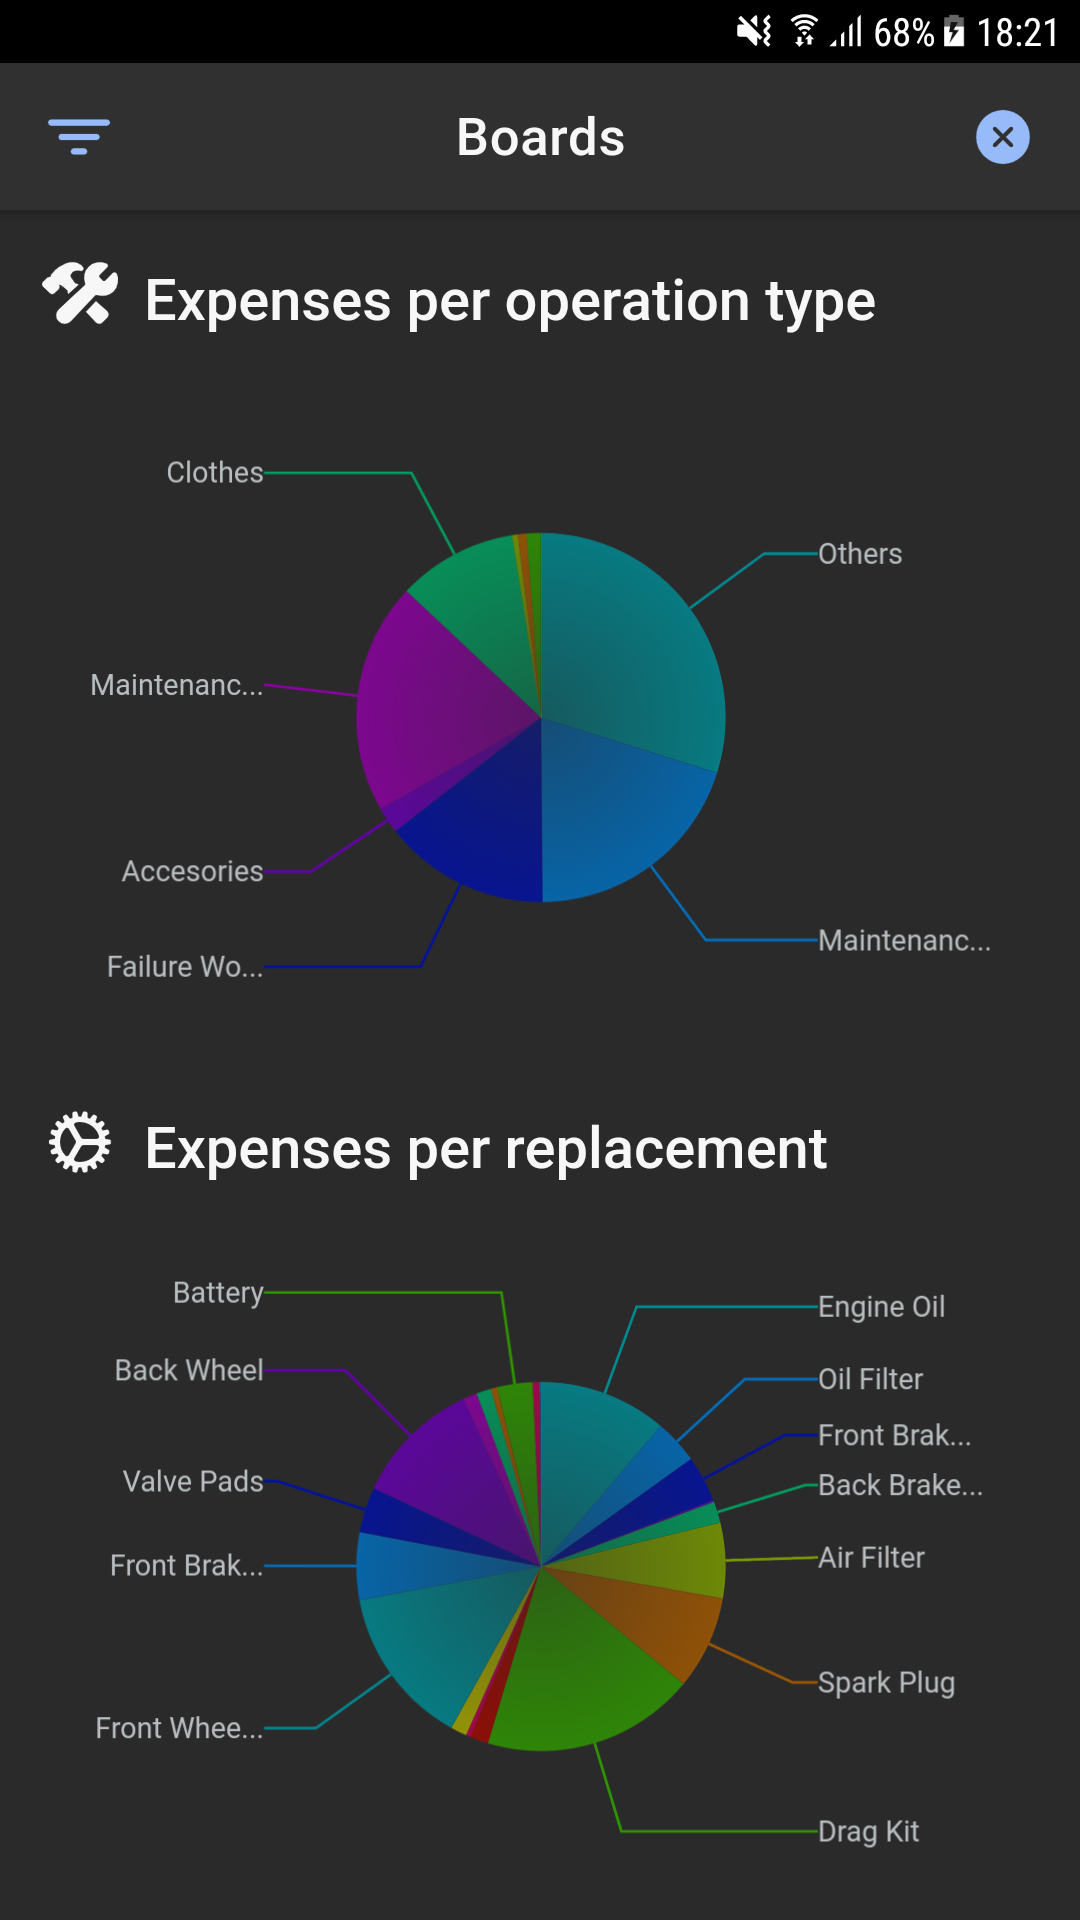 68% 18:21
Boards
Expenses per operation type
Clothes
Others
Maintenanc...
Accesories
Maintenanc...
Failure Wo...
Expenses per replacement
Battery
Engine Oil
Back Wheel
Oil Filter
Front Brak...
Valve Pads
Back Brake...
Front Brak...
Air Filter
Spark Plug
Front Whee...
Drag Kit